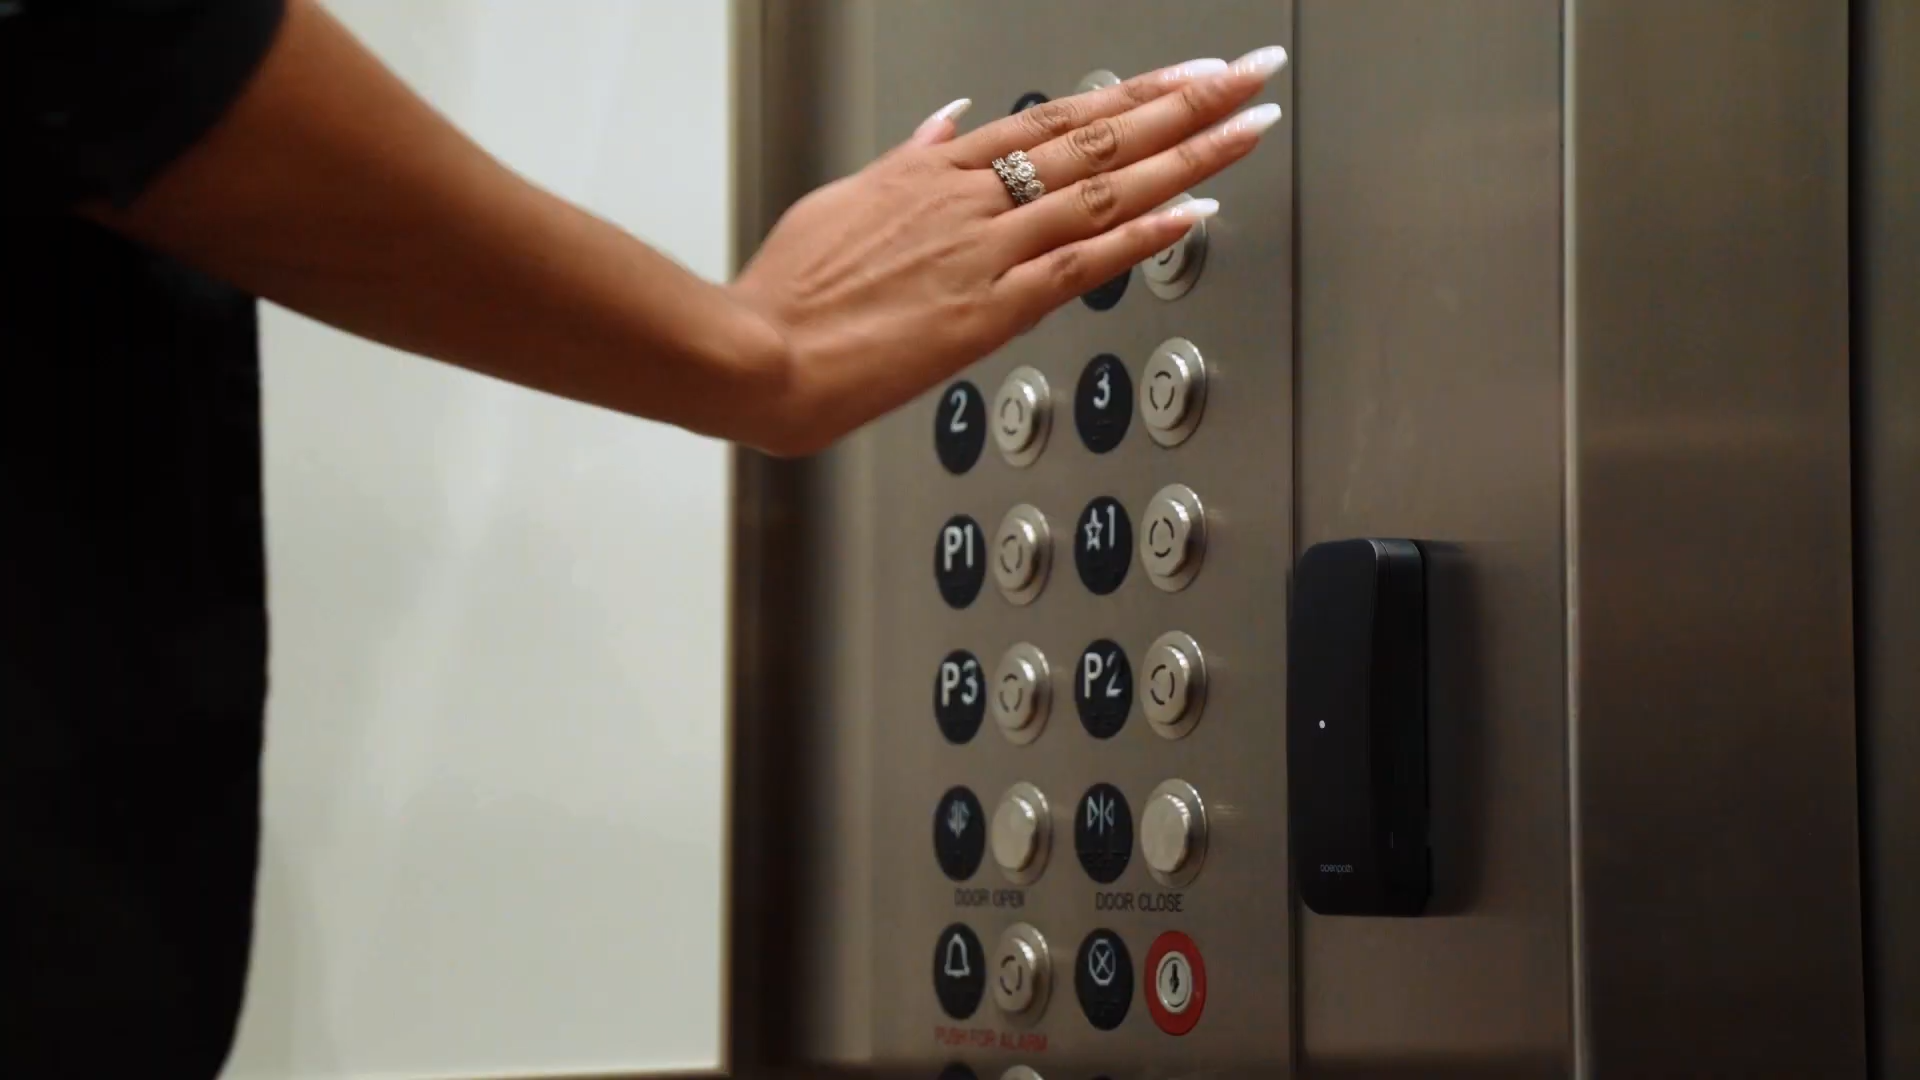 2 3
P1 ☆1
P3 P2
DOOR OPEN DOOR CLOSE
PUSH FOR ALARM
openpath